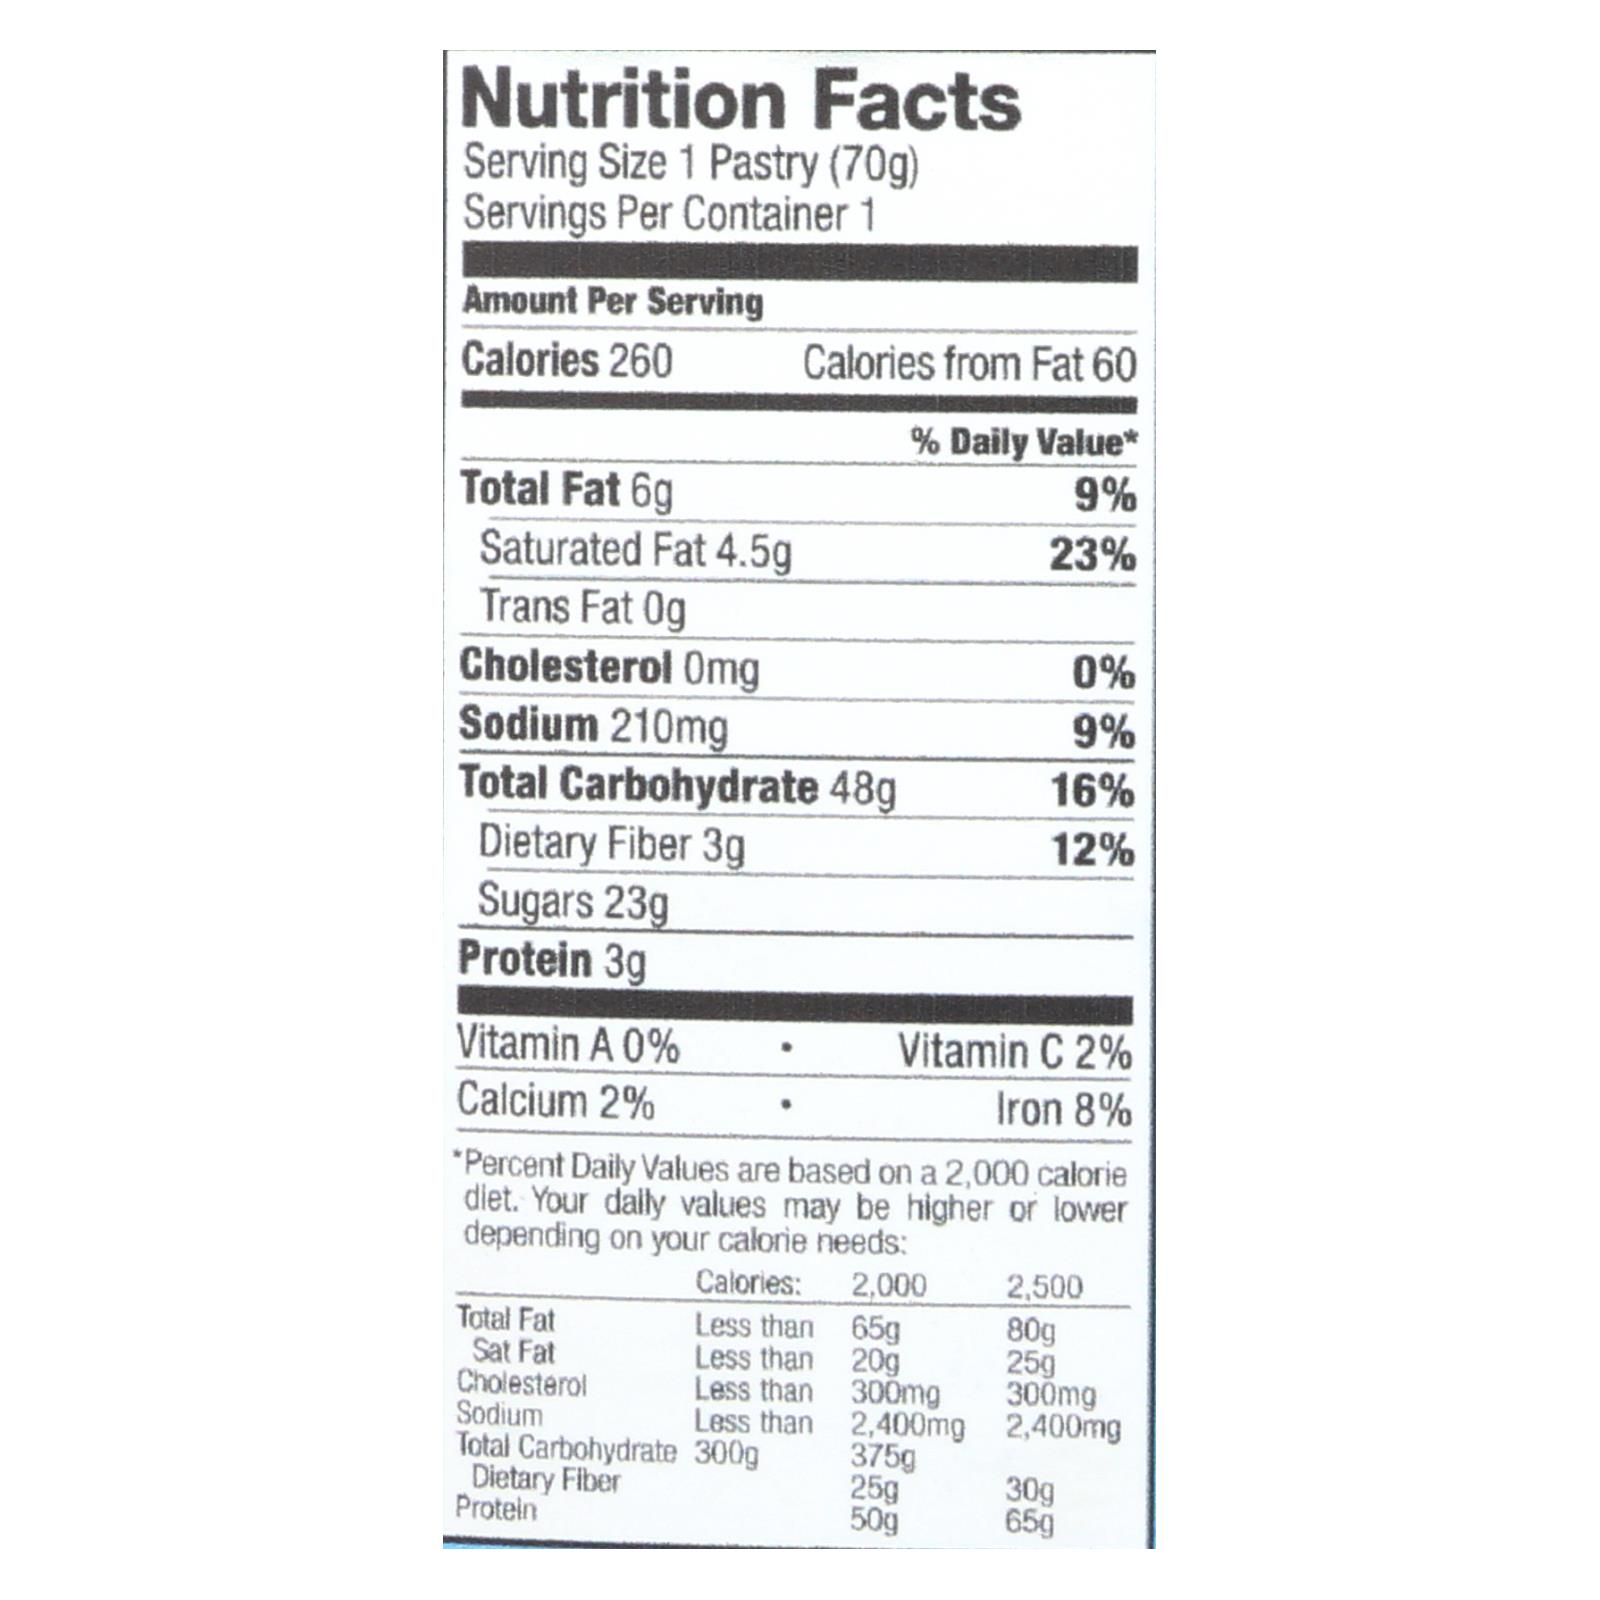 Nutrition Facts
Serving Size 1 Pastry (70g)
Servings Per Container 1
Amount Per Serving
Calories 260 Calories from Fat 60
% Daily Value*
Total Fat 6g 9%
Saturated Fat 4.5g 23%
Trans Fat 0g
Cholesterol 0mg 0%
Sodium 210mg 9%
Total Carbohydrate 48g 16%
Dietary Fiber 3g 12%
Sugars 23g
Protein 3g
Vitamin A 0% • Vitamin C 2%
Calcium 2% • Iron 8%
*Percent Daily Values are based on a 2,000 calorie
diet. Your daily values may be higher or lower
depending on your calorie needs:
Calories: 2,000 2,500
Total Fat Less than 65g 80g
Sat Fat Less than 20g 25g
Cholesterol Less than 300mg 300mg
Sodium Less than 2,400mg 2,400mg
Total Carbohydrate 300g 375g
Dietary Fiber 25g 30g
Protein 50g 65g